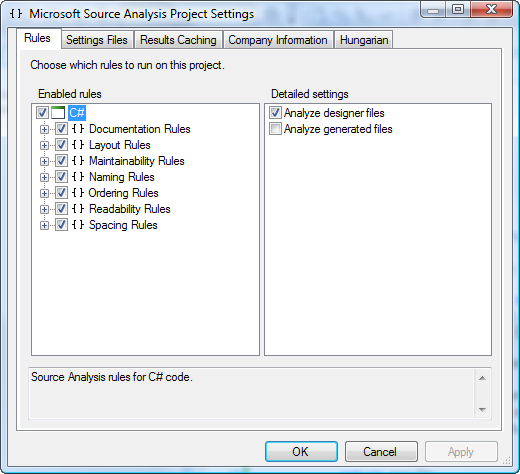 { } Microsoft Source Analysis Project Settings
Rules Settings Files Results Caching Company Information Hungarian
Choose which rules to run on this project.
Enabled rules Detailed settings
C# Analyze designer files
{ } Documentation Rules Analyze generated files
{ } Layout Rules
{ } Maintainability Rules
{ } Naming Rules
{ } Ordering Rules
{ } Readability Rules
{ } Spacing Rules
Source Analysis rules for C# code.
OK Cancel Apply